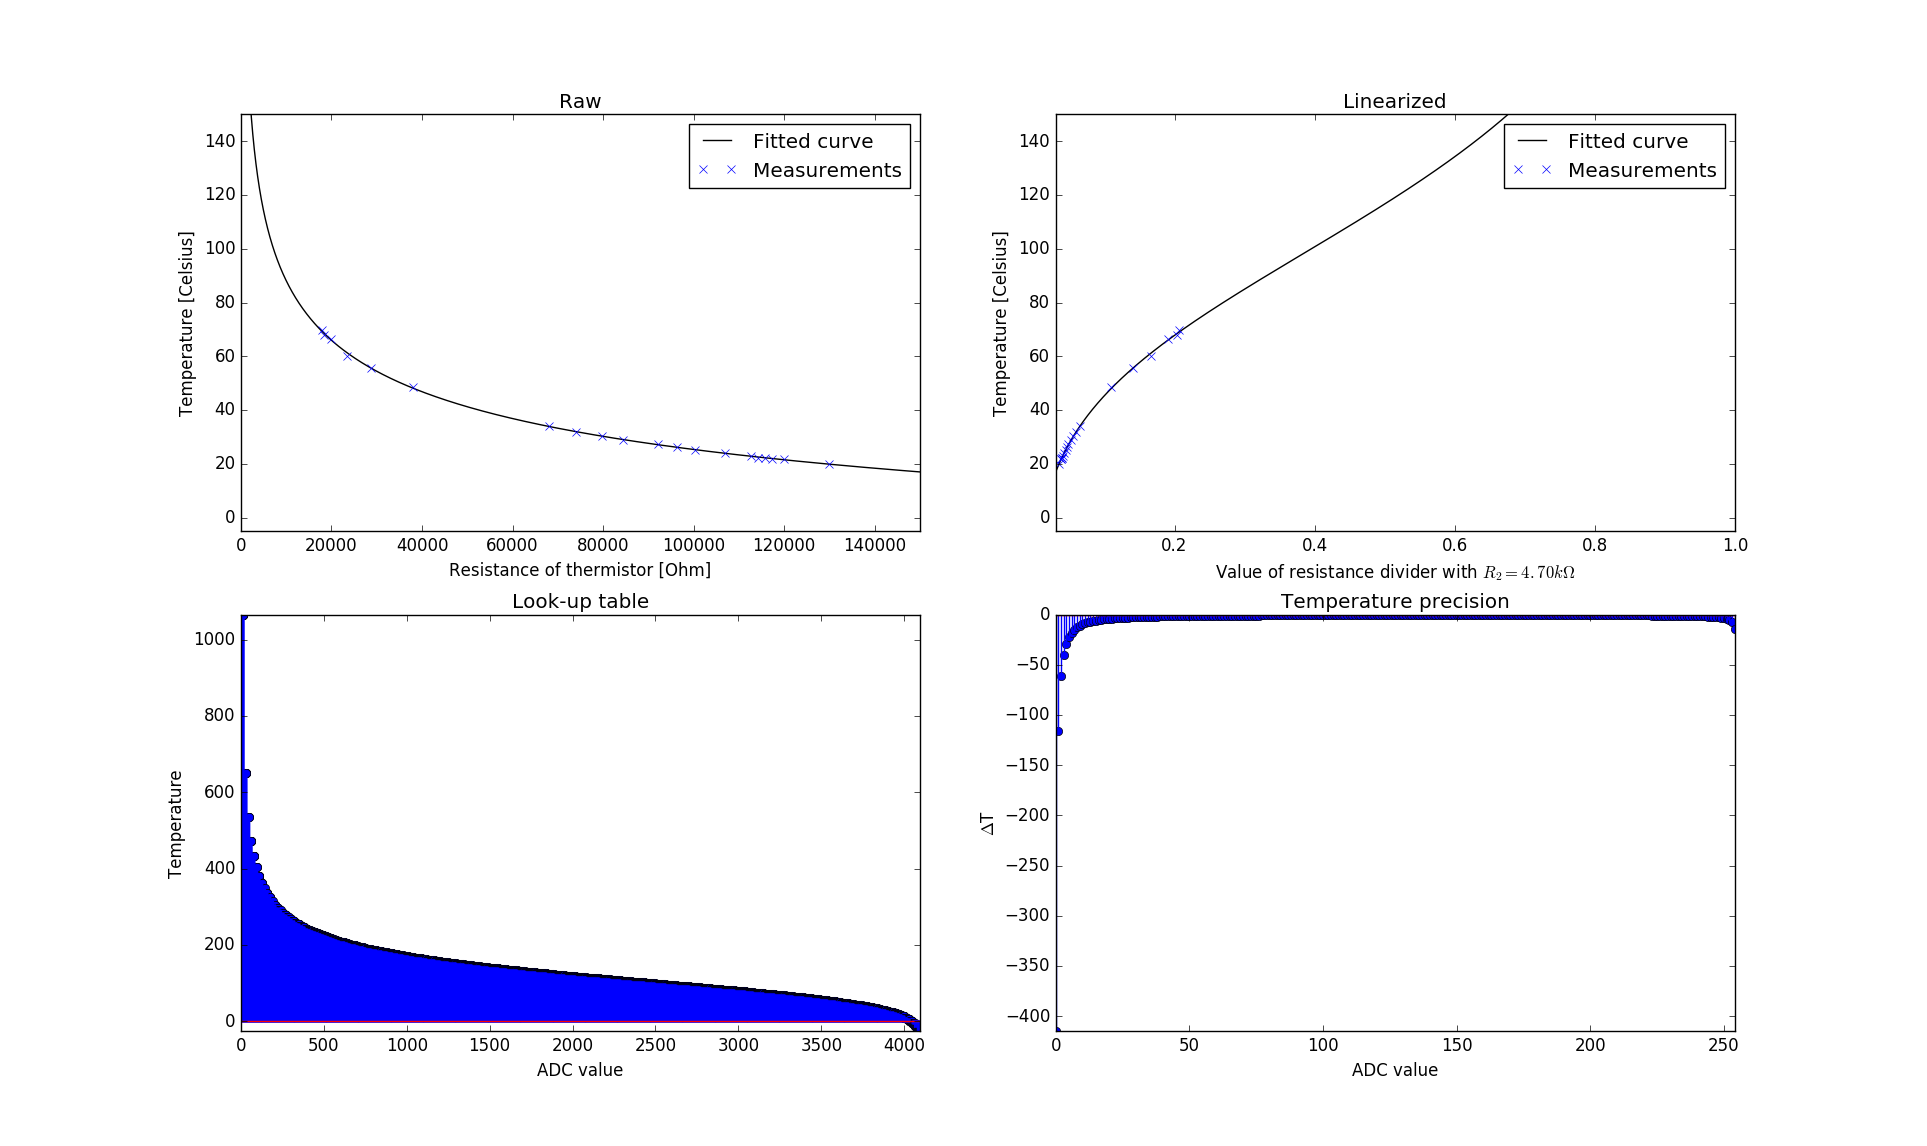 Raw
140
120
100
80
60
40
20
0
Temperature [Celsius]
Fitted curve
Measurements
0 20000 40000 60000 80000 100000 120000 140000
Resistance of thermistor [Ohm]
Linearized
140
120
100
80
60
40
20
0
Temperature [Celsius]
Fitted curve
Measurements
0.2 0.4 0.6 0.8 1.0
Value of resistance divider with R₂ = 4.70kΩ
Look-up table
1000
800
600
400
200
0
Temperature
0 500 1000 1500 2000 2500 3000 3500 4000
ADC value
Temperature precision
0
−50
−100
−150
−200
−250
−300
−350
−400
ΔT
0 50 100 150 200 250
ADC value